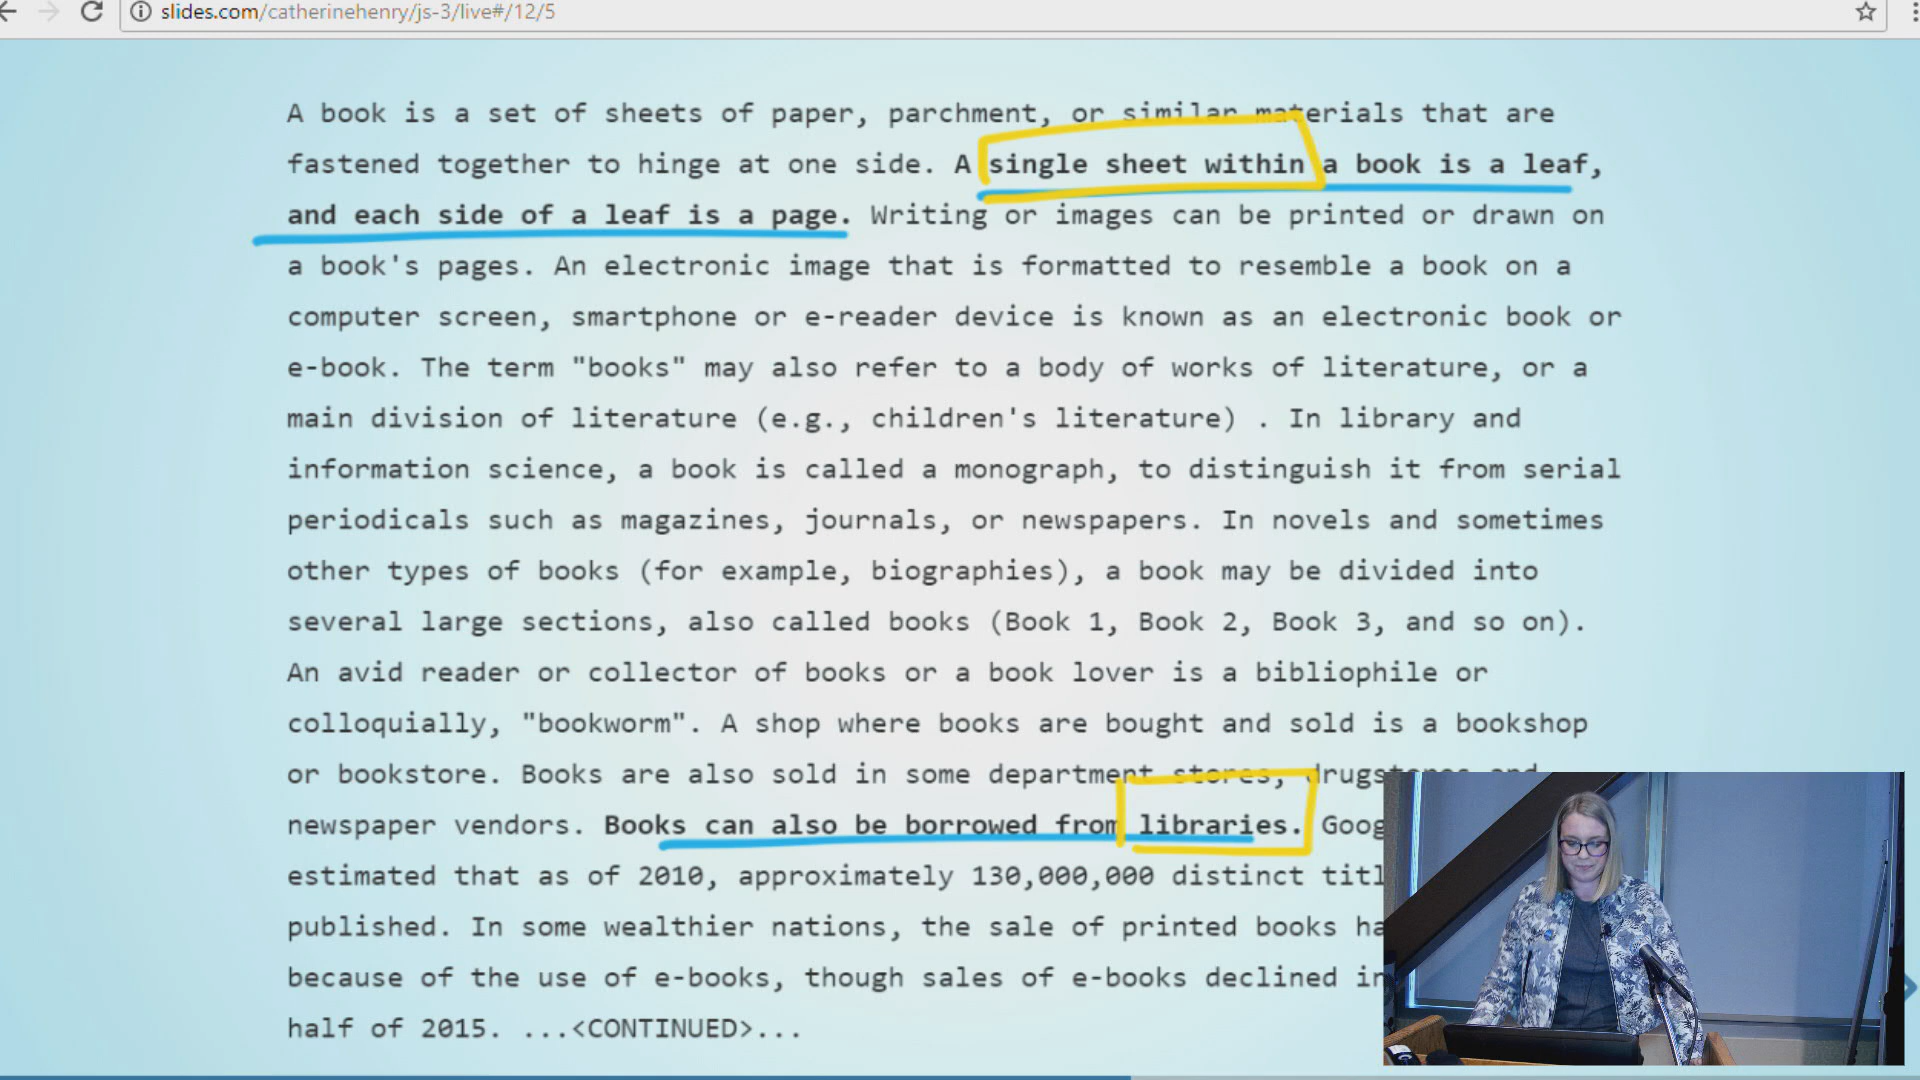 slides.com/catherinehenry/js-3/live#/12/5
A book is a set of sheets of paper, parchment, or similar materials that are
fastened together to hinge at one side. A single sheet within a book is a leaf,
and each side of a leaf is a page. Writing or images can be printed or drawn on
a book's pages. An electronic image that is formatted to resemble a book on a
computer screen, smartphone or e-reader device is known as an electronic book or
e-book. The term "books" may also refer to a body of works of literature, or a
main division of literature (e.g., children's literature) . In library and
information science, a book is called a monograph, to distinguish it from serial
periodicals such as magazines, journals, or newspapers. In novels and sometimes
other types of books (for example, biographies), a book may be divided into
several large sections, also called books (Book 1, Book 2, Book 3, and so on).
An avid reader or collector of books or a book lover is a bibliophile or
colloquially, "bookworm". A shop where books are bought and sold is a bookshop
or bookstore. Books are also sold in some department stores, drugstores and
newspaper vendors. Books can also be borrowed from libraries. Goog
estimated that as of 2010, approximately 130,000,000 distinct titl
published. In some wealthier nations, the sale of printed books ha
because of the use of e-books, though sales of e-books declined in
half of 2015. ...<CONTINUED>...